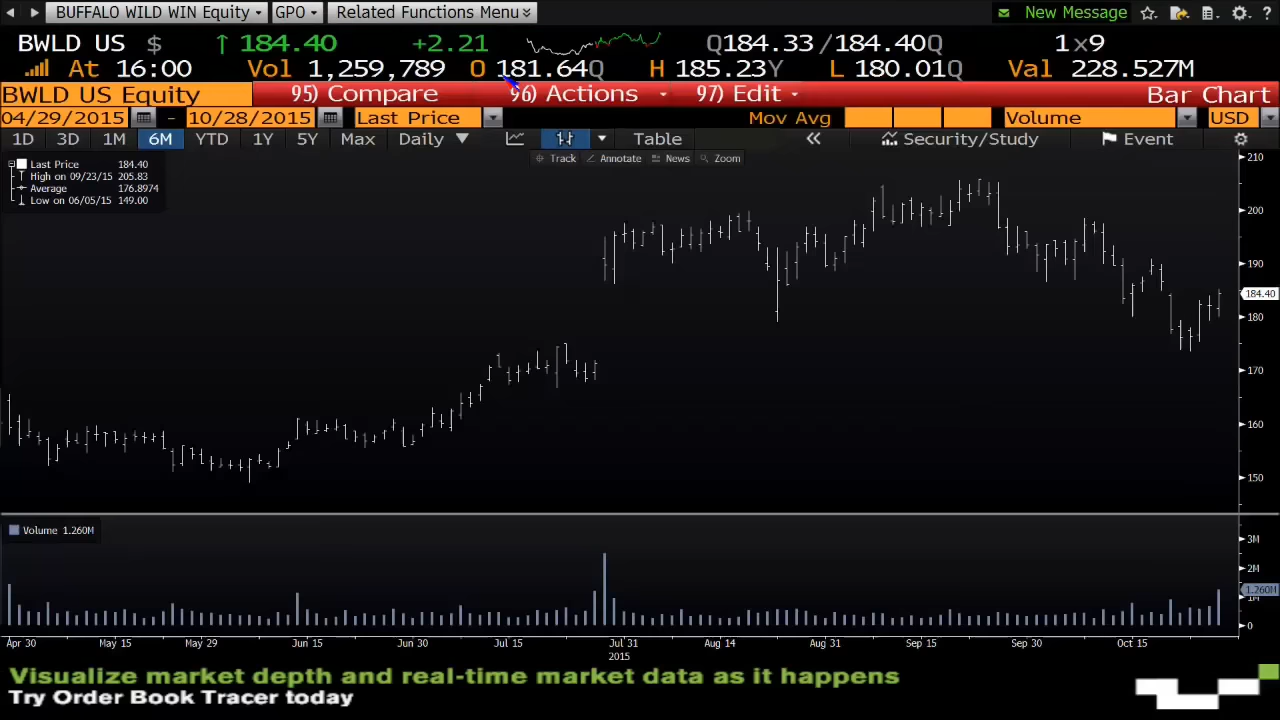 BUFFALO WILD WIN Equity GPO Related Functions Menu New Message ?
BWLD US $ ↑ 184.40 +2.21 Q184.33/184.40Q 1x9
At 16:00 Vol 1,259,789 O 181.64Q H 185.23Y L 180.01Q Val 228.527M
BWLD US Equity 95) Compare 96) Actions 97) Edit Bar Chart
04/29/2015 - 10/28/2015 Last Price Mov Avg Volume USD
1D 3D 1M 6M YTD 1Y 5Y Max Daily Table Security/Study Event
Track Annotate News Zoom
Last Price 184.40
High on 09/23/15 205.83
Average 176.8974
Low on 06/05/15 149.00
210
200
190
184.40
180
170
160
150
Volume 1.260M
3M
2M
1.260M
1M
0
Apr 30 May 15 May 29 Jun 15 Jun 30 Jul 15 Jul 31 Aug 14 Aug 31 Sep 15 Sep 30 Oct 15
2015
Visualize market depth and real-time market data as it happens
Try Order Book Tracer today